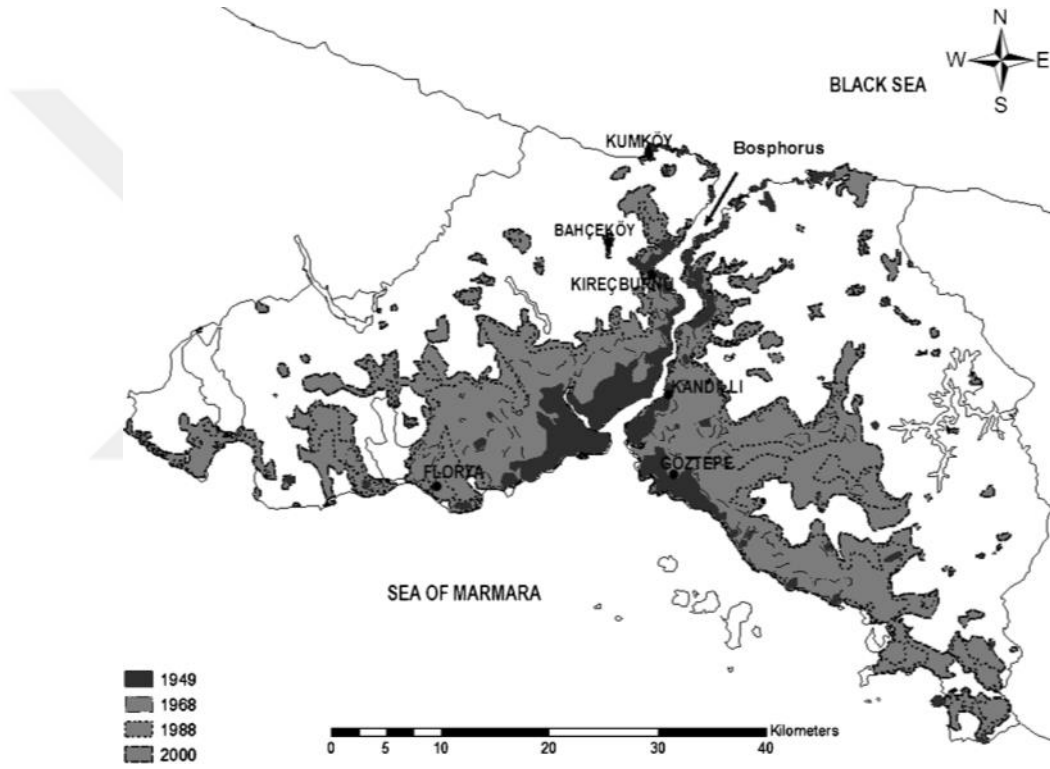 N
W E
S
BLACK SEA
KUMKÖY
Bosphorus
BAHÇEKÖY
KIREÇBURNU
KANDILLI
FLORYA
GÖZTEPE
SEA OF MARMARA
1949
1968
1988
2000
Kilometers
0 5 10 20 30 40